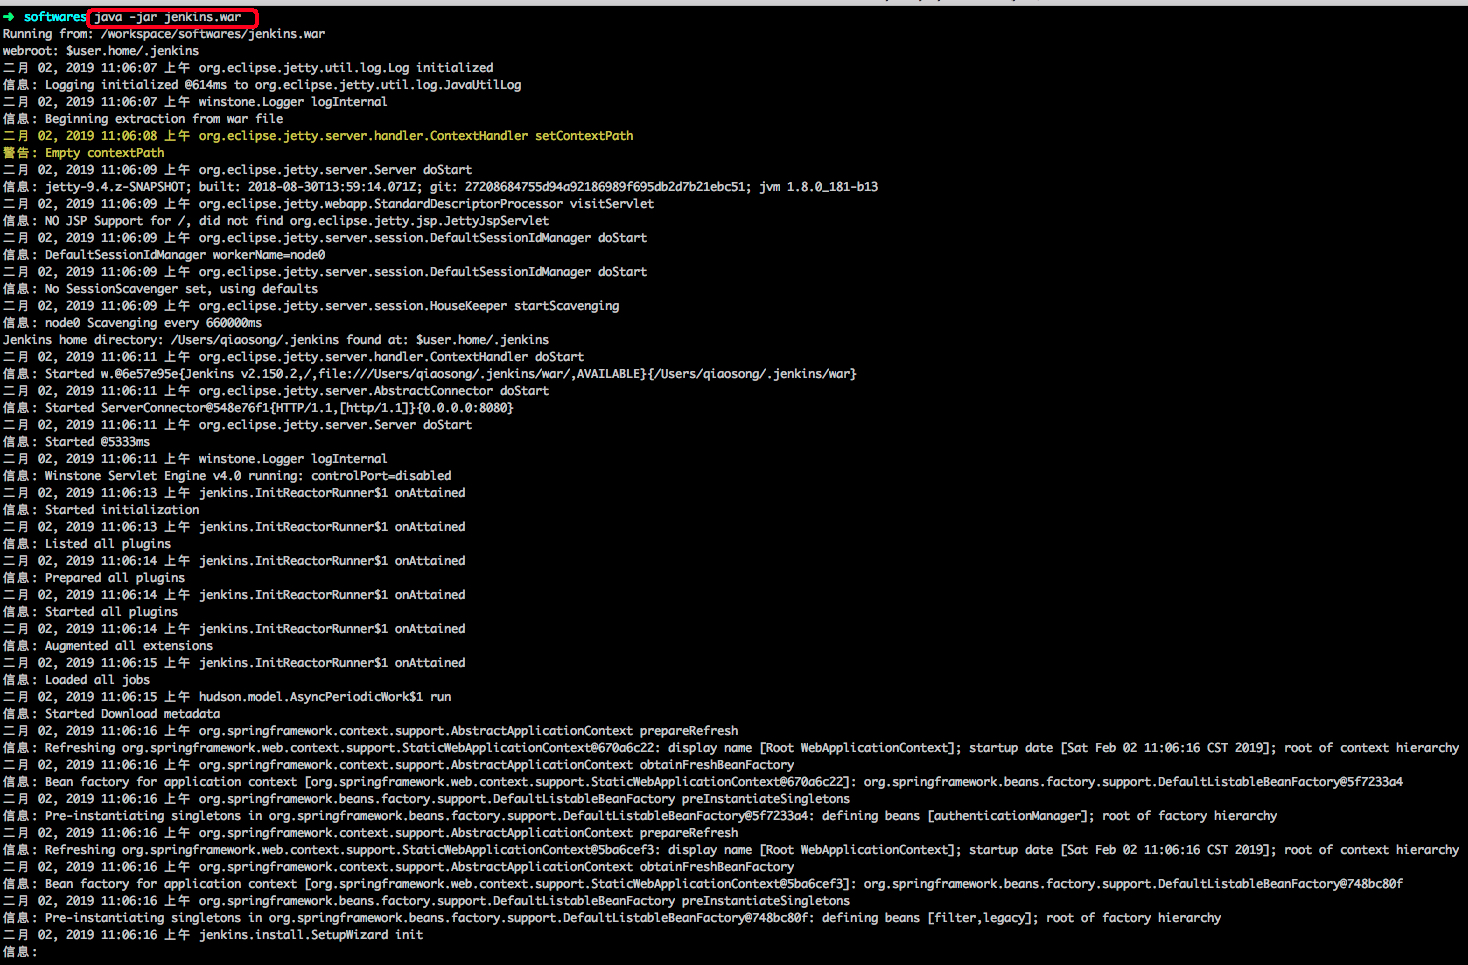 ➜ softwares java -jar jenkins.war
Running from: /workspace/softwares/jenkins.war
webroot: $user.home/.jenkins
二月 02, 2019 11:06:07 上午 org.eclipse.jetty.util.log.Log initialized
信息: Logging initialized @614ms to org.eclipse.jetty.util.log.JavaUtilLog
二月 02, 2019 11:06:07 上午 winstone.Logger logInternal
信息: Beginning extraction from war file
二月 02, 2019 11:06:08 上午 org.eclipse.jetty.server.handler.ContextHandler setContextPath
警告: Empty contextPath
二月 02, 2019 11:06:09 上午 org.eclipse.jetty.server.Server doStart
信息: jetty-9.4.z-SNAPSHOT; built: 2018-08-30T13:59:14.071Z; git: 27208684755d94a92186989f695db2d7b21ebc51; jvm 1.8.0_181-b13
二月 02, 2019 11:06:09 上午 org.eclipse.jetty.webapp.StandardDescriptorProcessor visitServlet
信息: NO JSP Support for /, did not find org.eclipse.jetty.jsp.JettyJspServlet
二月 02, 2019 11:06:09 上午 org.eclipse.jetty.server.session.DefaultSessionIdManager doStart
信息: DefaultSessionIdManager workerName=node0
二月 02, 2019 11:06:09 上午 org.eclipse.jetty.server.session.DefaultSessionIdManager doStart
信息: No SessionScavenger set, using defaults
二月 02, 2019 11:06:09 上午 org.eclipse.jetty.server.session.HouseKeeper startScavenging
信息: node0 Scavenging every 660000ms
Jenkins home directory: /Users/qiaosong/.jenkins found at: $user.home/.jenkins
二月 02, 2019 11:06:11 上午 org.eclipse.jetty.server.handler.ContextHandler doStart
信息: Started w.@6e57e95e{Jenkins v2.150.2,/,file:///Users/qiaosong/.jenkins/war/,AVAILABLE}{/Users/qiaosong/.jenkins/war}
二月 02, 2019 11:06:11 上午 org.eclipse.jetty.server.AbstractConnector doStart
信息: Started ServerConnector@548e76f1{HTTP/1.1,[http/1.1]}{0.0.0.0:8080}
二月 02, 2019 11:06:11 上午 org.eclipse.jetty.server.Server doStart
信息: Started @5333ms
二月 02, 2019 11:06:11 上午 winstone.Logger logInternal
信息: Winstone Servlet Engine v4.0 running: controlPort=disabled
二月 02, 2019 11:06:13 上午 jenkins.InitReactorRunner$1 onAttained
信息: Started initialization
二月 02, 2019 11:06:13 上午 jenkins.InitReactorRunner$1 onAttained
信息: Listed all plugins
二月 02, 2019 11:06:14 上午 jenkins.InitReactorRunner$1 onAttained
信息: Prepared all plugins
二月 02, 2019 11:06:14 上午 jenkins.InitReactorRunner$1 onAttained
信息: Started all plugins
二月 02, 2019 11:06:14 上午 jenkins.InitReactorRunner$1 onAttained
信息: Augmented all extensions
二月 02, 2019 11:06:15 上午 jenkins.InitReactorRunner$1 onAttained
信息: Loaded all jobs
二月 02, 2019 11:06:15 上午 hudson.model.AsyncPeriodicWork$1 run
信息: Started Download metadata
二月 02, 2019 11:06:16 上午 org.springframework.context.support.AbstractApplicationContext prepareRefresh
信息: Refreshing org.springframework.web.context.support.StaticWebApplicationContext@670a6c22: display name [Root WebApplicationContext]; startup date [Sat Feb 02 11:06:16 CST 2019]; root of context hierarchy
二月 02, 2019 11:06:16 上午 org.springframework.context.support.AbstractApplicationContext obtainFreshBeanFactory
信息: Bean factory for application context [org.springframework.web.context.support.StaticWebApplicationContext@670a6c22]: org.springframework.beans.factory.support.DefaultListableBeanFactory@5f7233a4
二月 02, 2019 11:06:16 上午 org.springframework.beans.factory.support.DefaultListableBeanFactory preInstantiateSingletons
信息: Pre-instantiating singletons in org.springframework.beans.factory.support.DefaultListableBeanFactory@5f7233a4: defining beans [authenticationManager]; root of factory hierarchy
二月 02, 2019 11:06:16 上午 org.springframework.context.support.AbstractApplicationContext prepareRefresh
信息: Refreshing org.springframework.web.context.support.StaticWebApplicationContext@5ba6cef3: display name [Root WebApplicationContext]; startup date [Sat Feb 02 11:06:16 CST 2019]; root of context hierarchy
二月 02, 2019 11:06:16 上午 org.springframework.context.support.AbstractApplicationContext obtainFreshBeanFactory
信息: Bean factory for application context [org.springframework.web.context.support.StaticWebApplicationContext@5ba6cef3]: org.springframework.beans.factory.support.DefaultListableBeanFactory@748bc80f
二月 02, 2019 11:06:16 上午 org.springframework.beans.factory.support.DefaultListableBeanFactory preInstantiateSingletons
信息: Pre-instantiating singletons in org.springframework.beans.factory.support.DefaultListableBeanFactory@748bc80f: defining beans [filter,legacy]; root of factory hierarchy
二月 02, 2019 11:06:16 上午 jenkins.install.SetupWizard init
信息: